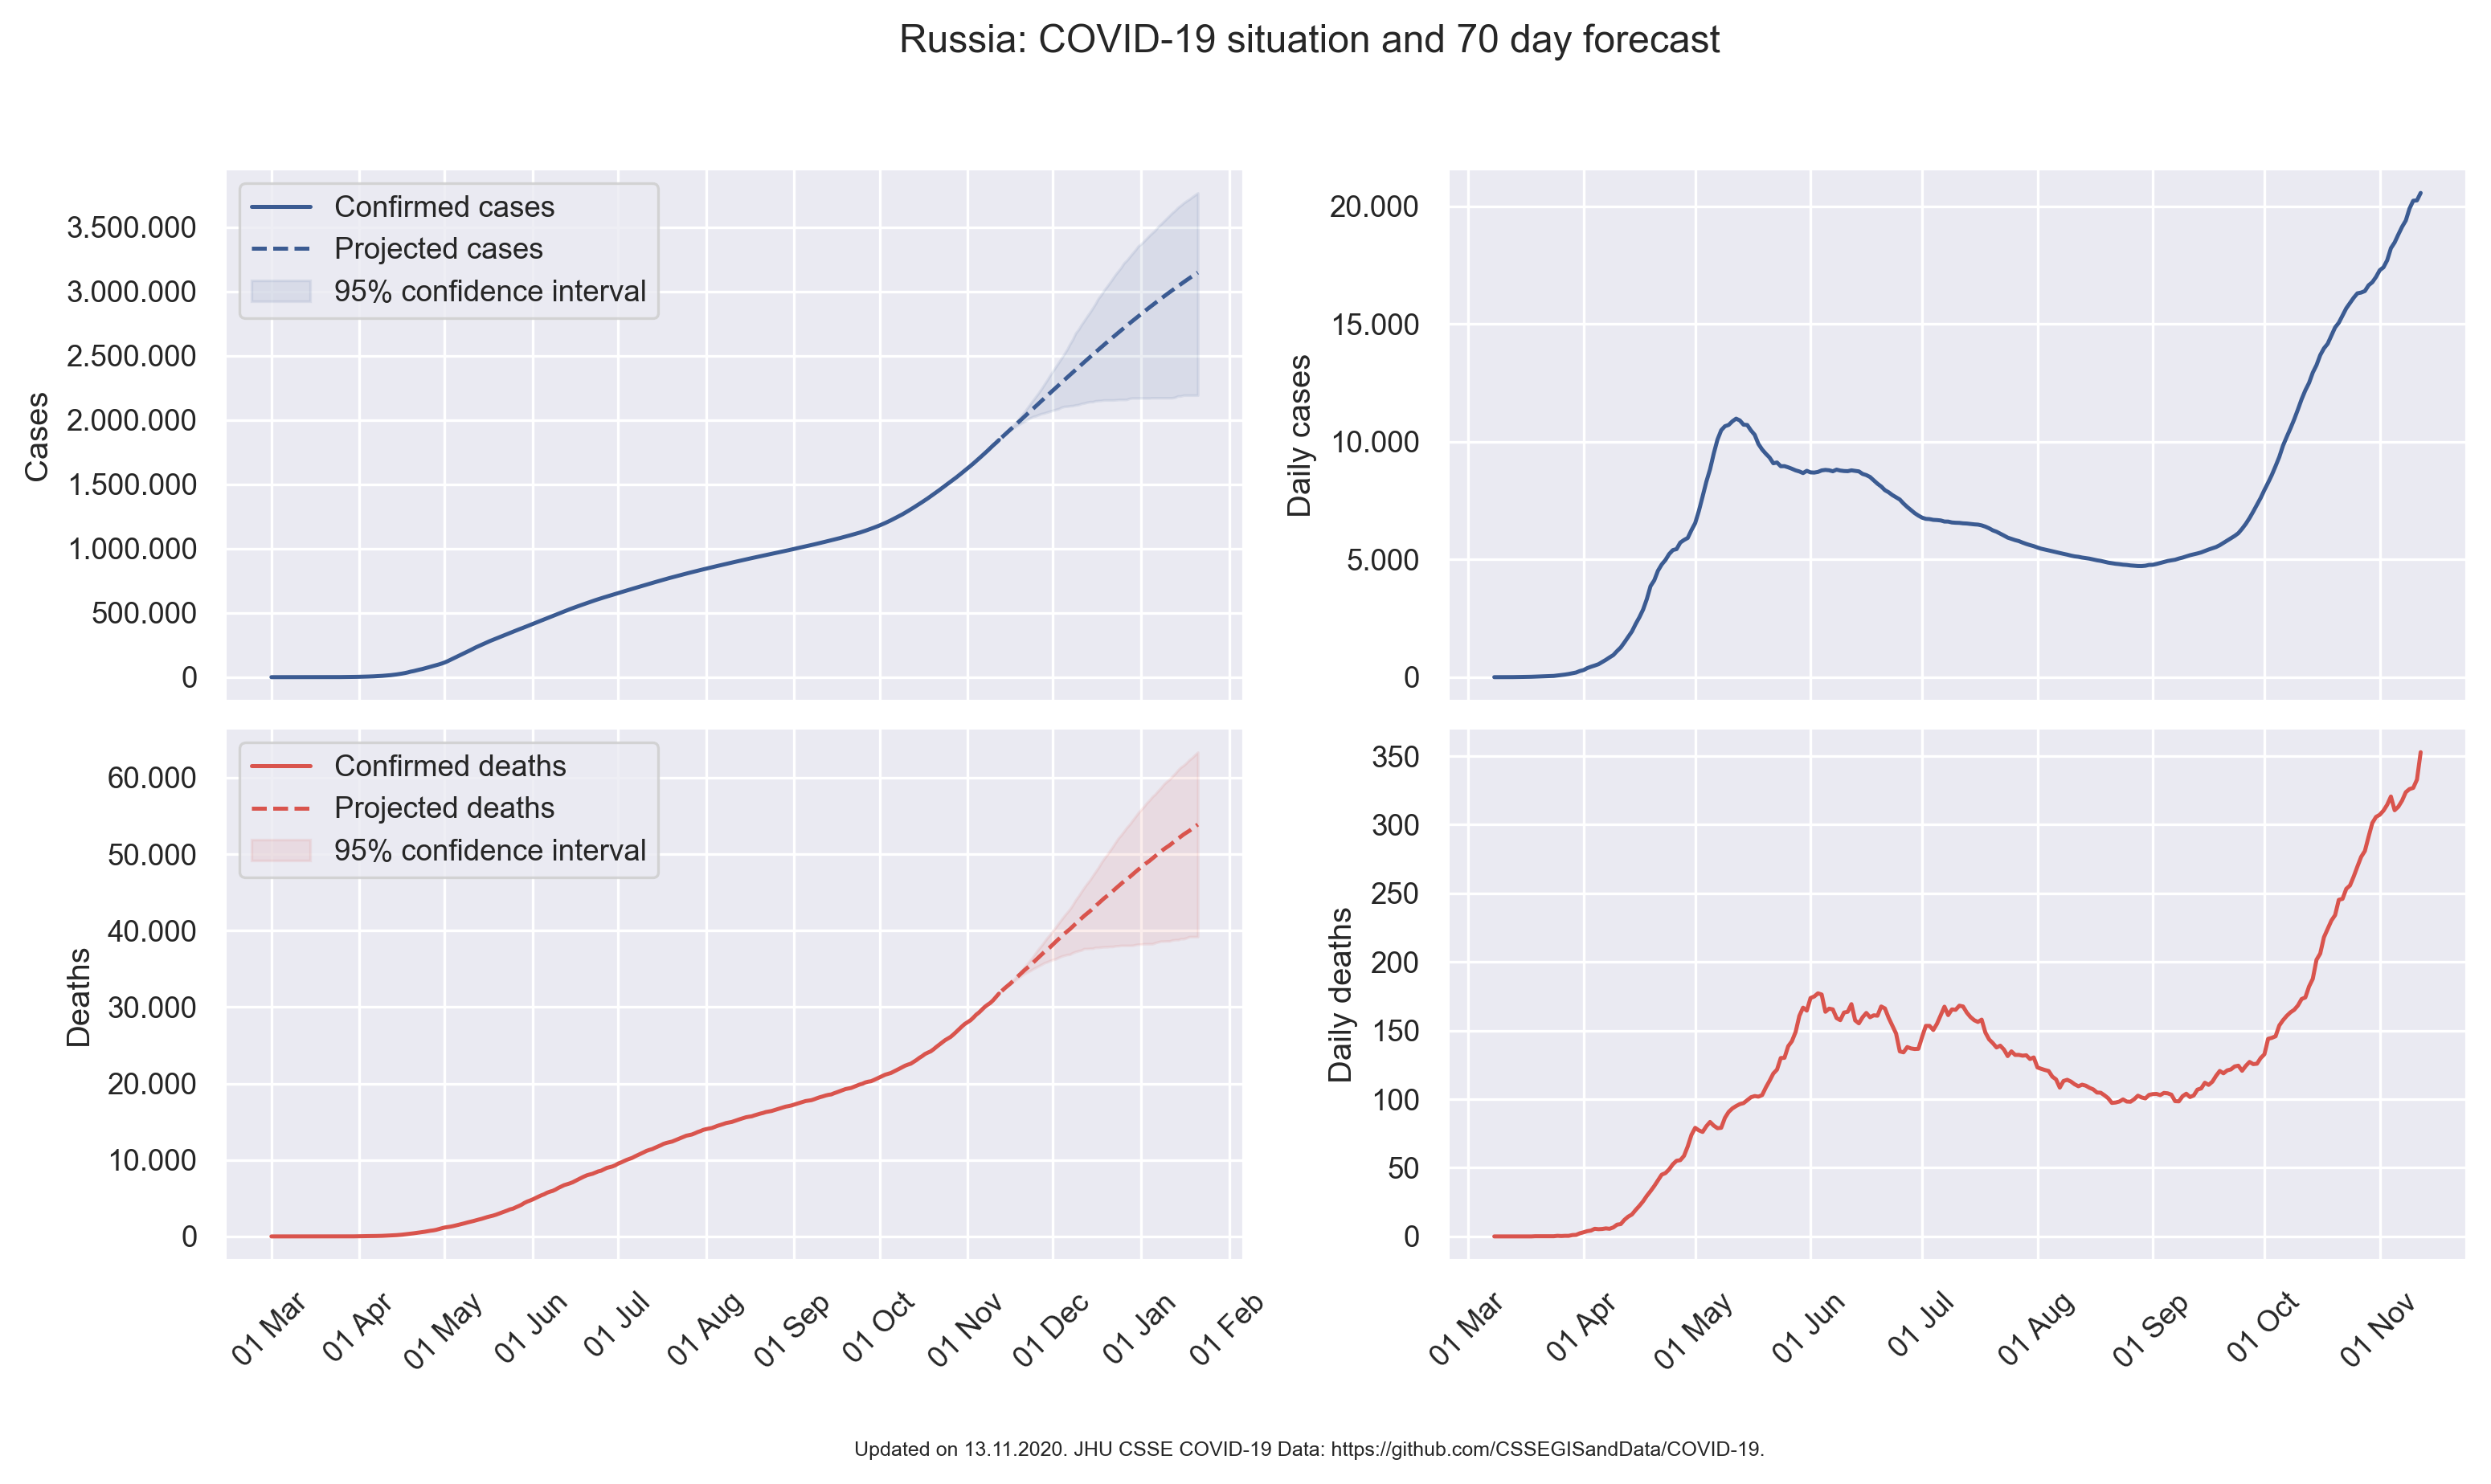 Russia: COVID-19 situation and 70 day forecast
Confirmed cases
Projected cases
95% confidence interval
3.500.000
3.000.000
2.500.000
2.000.000
1.500.000
1.000.000
500.000
0
Cases
20.000
15.000
10.000
5.000
0
Daily cases
Confirmed deaths
Projected deaths
95% confidence interval
60.000
50.000
40.000
30.000
20.000
10.000
0
Deaths
01 Mar
01 Apr
01 May
01 Jun
01 Jul
01 Aug
01 Sep
01 Oct
01 Nov
01 Dec
01 Jan
01 Feb
350
300
250
200
150
100
50
0
Daily deaths
01 Mar
01 Apr
01 May
01 Jun
01 Jul
01 Aug
01 Sep
01 Oct
01 Nov
Updated on 13.11.2020. JHU CSSE COVID-19 Data: https://github.com/CSSEGISandData/COVID-19.